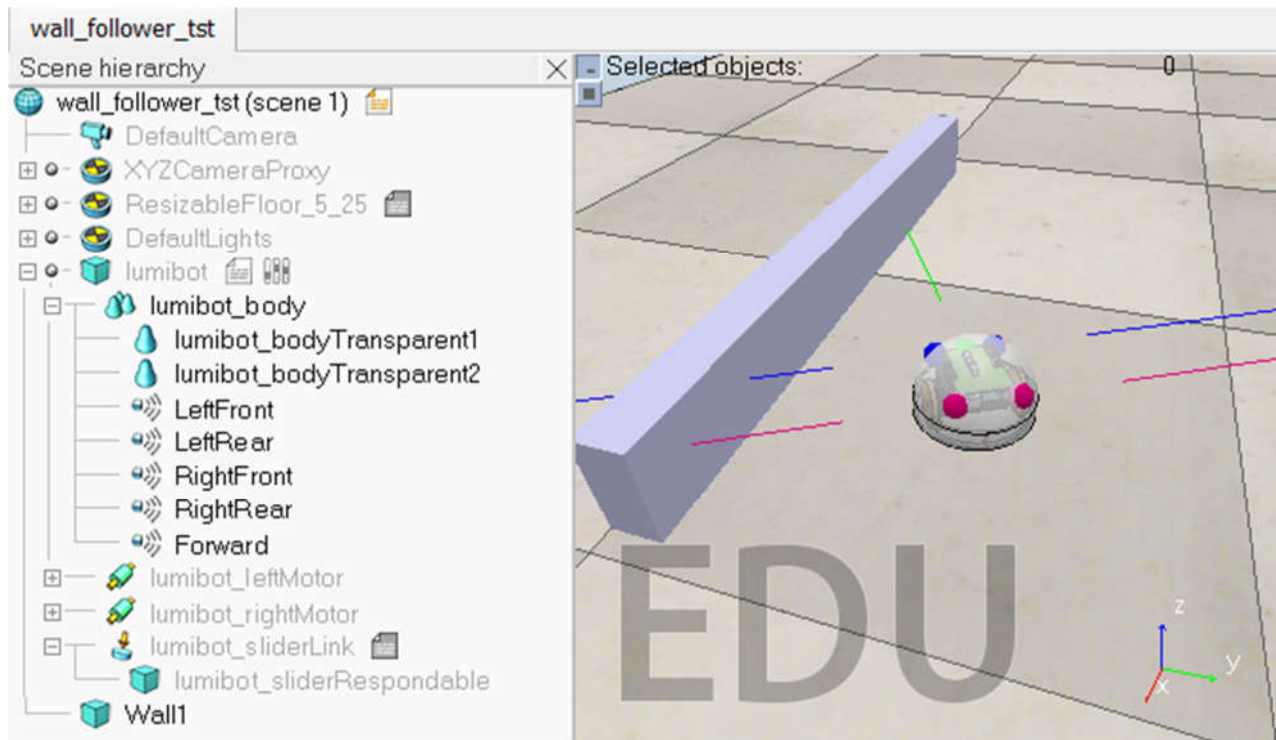 wall_follower_tst
Scene hierarchy
Selected objects: 0
wall_follower_tst (scene 1)
DefaultCamera
XYZCameraProxy
ResizableFloor_5_25
DefaultLights
lumibot
lumibot_body
lumibot_bodyTransparent1
lumibot_bodyTransparent2
LeftFront
LeftRear
RightFront
RightRear
Forward
lumibot_leftMotor
lumibot_rightMotor
lumibot_sliderLink
lumibot_sliderRespondable
Wall1
EDU
z
y
x